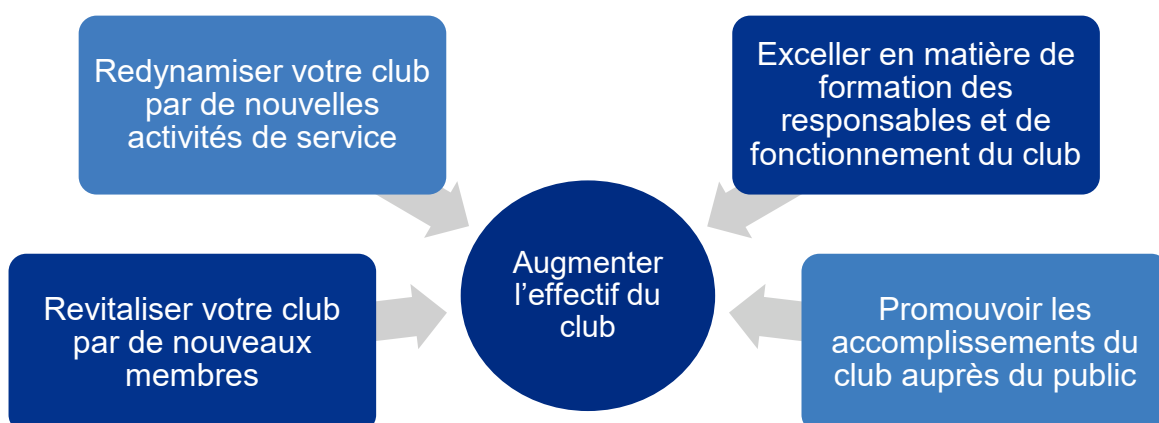 Redynamiser votre club
par de nouvelles
activités de service
Exceller en matière de
formation des
responsables et de
fonctionnement du club
Augmenter
l’effectif du
club
Revitaliser votre club
par de nouveaux
membres
Promouvoir les
accomplissements du
club auprès du public